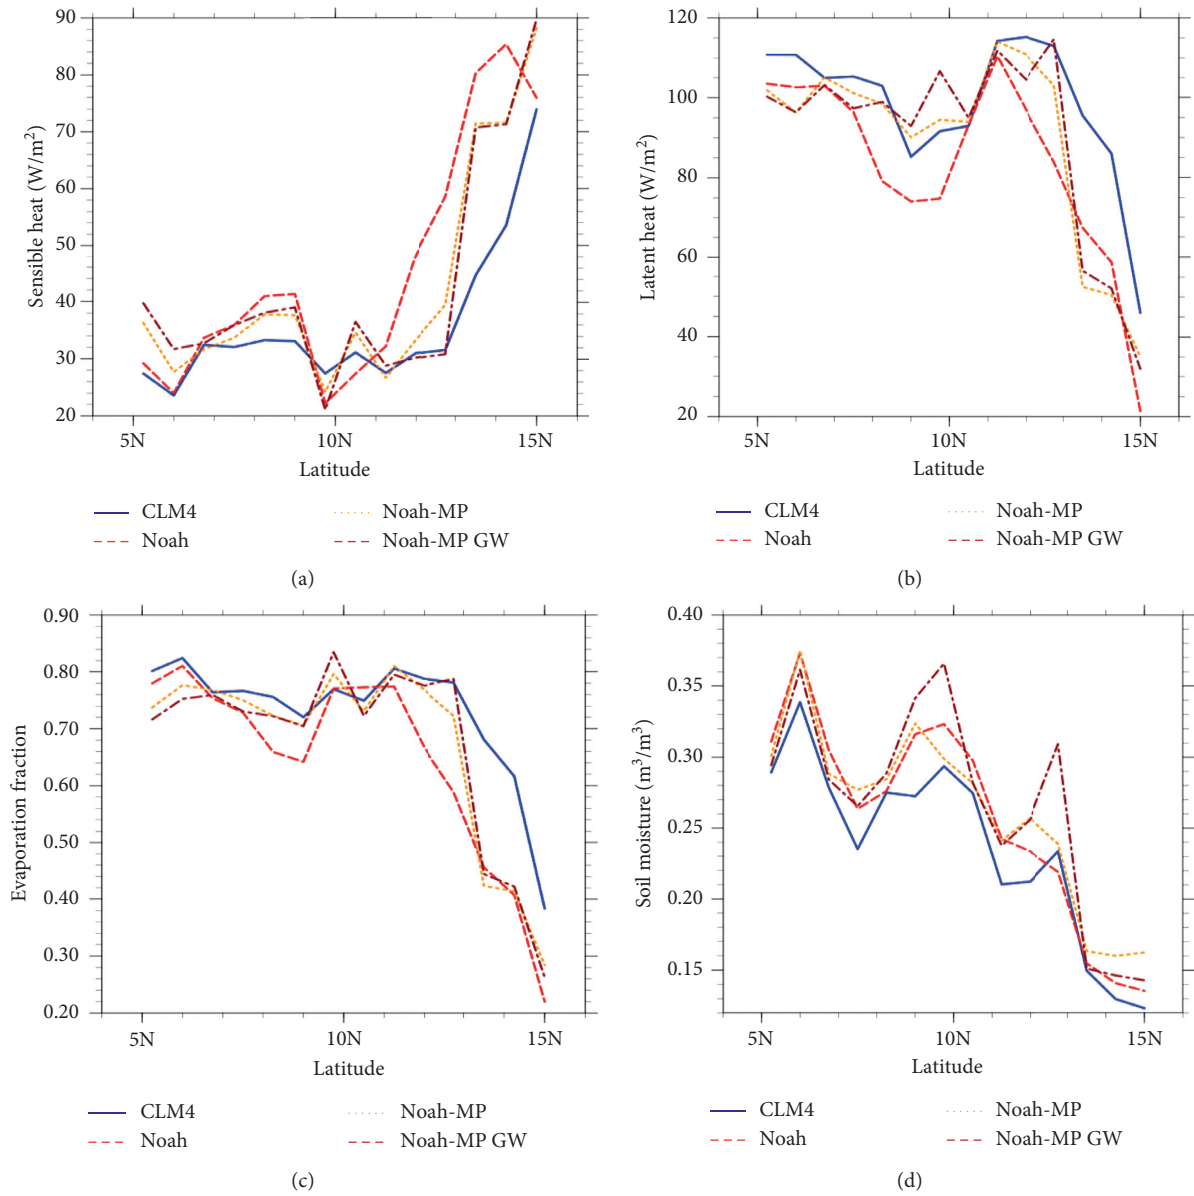 90
80
70
60
50
40
30
20
Sensible heat (W/m²)
5N 10N 15N
Latitude
CLM4 Noah-MP
Noah Noah-MP GW
(a)
120
100
80
60
40
20
Latent heat (W/m²)
5N 10N 15N
Latitude
CLM4 Noah-MP
Noah Noah-MP GW
(b)
0.90
0.80
0.70
0.60
0.50
0.40
0.30
0.20
Evaporation fraction
5N 10N 15N
Latitude
CLM4 Noah-MP
Noah Noah-MP GW
(c)
0.40
0.35
0.30
0.25
0.20
0.15
Soil moisture (m³/m³)
5N 10N 15N
Latitude
CLM4 Noah-MP
Noah Noah-MP GW
(d)